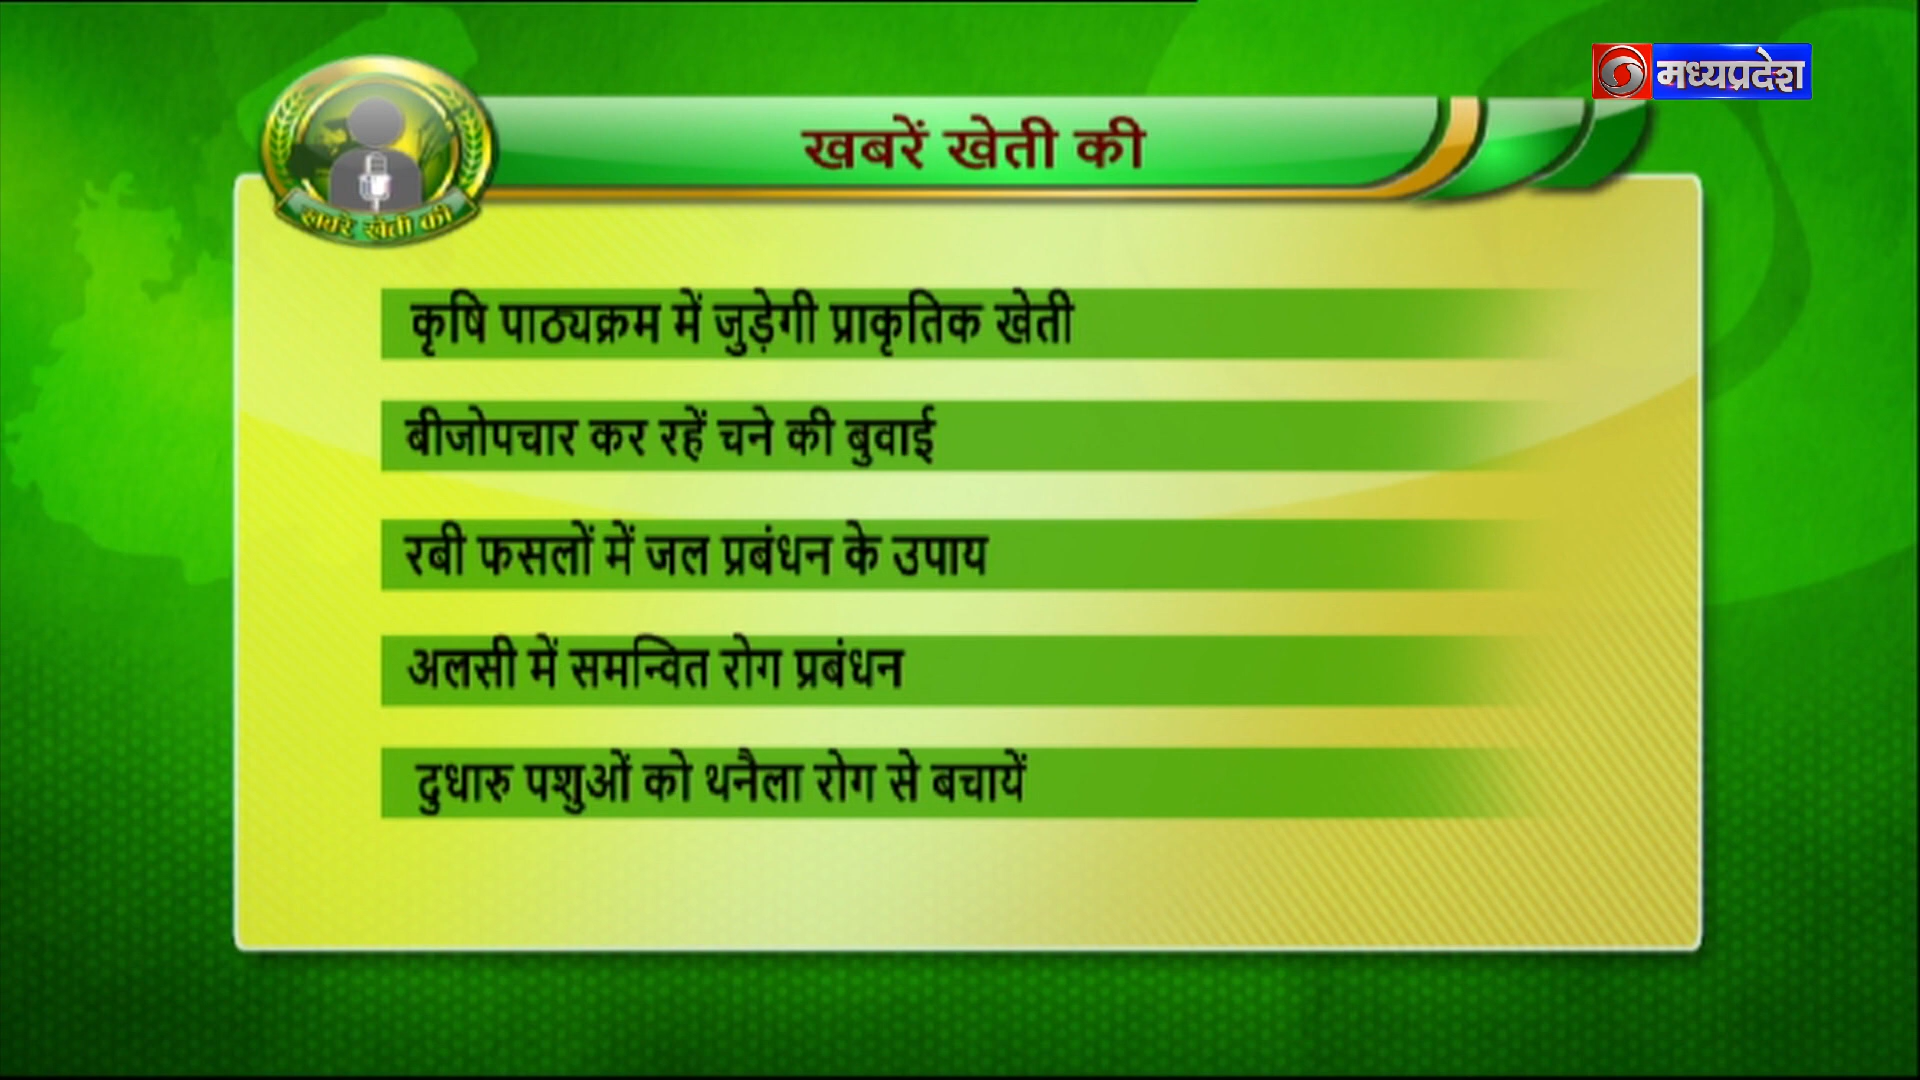 मध्यप्रदेश
खबरें खेती की
खबरें खेती की
कृषि पाठ्यक्रम में जुड़ेगी प्राकृतिक खेती
बीजोपचार कर रहें चने की बुवाई
रबी फसलों में जल प्रबंधन के उपाय
अलसी में समन्वित रोग प्रबंधन
दुधारु पशुओं को थनैला रोग से बचायें